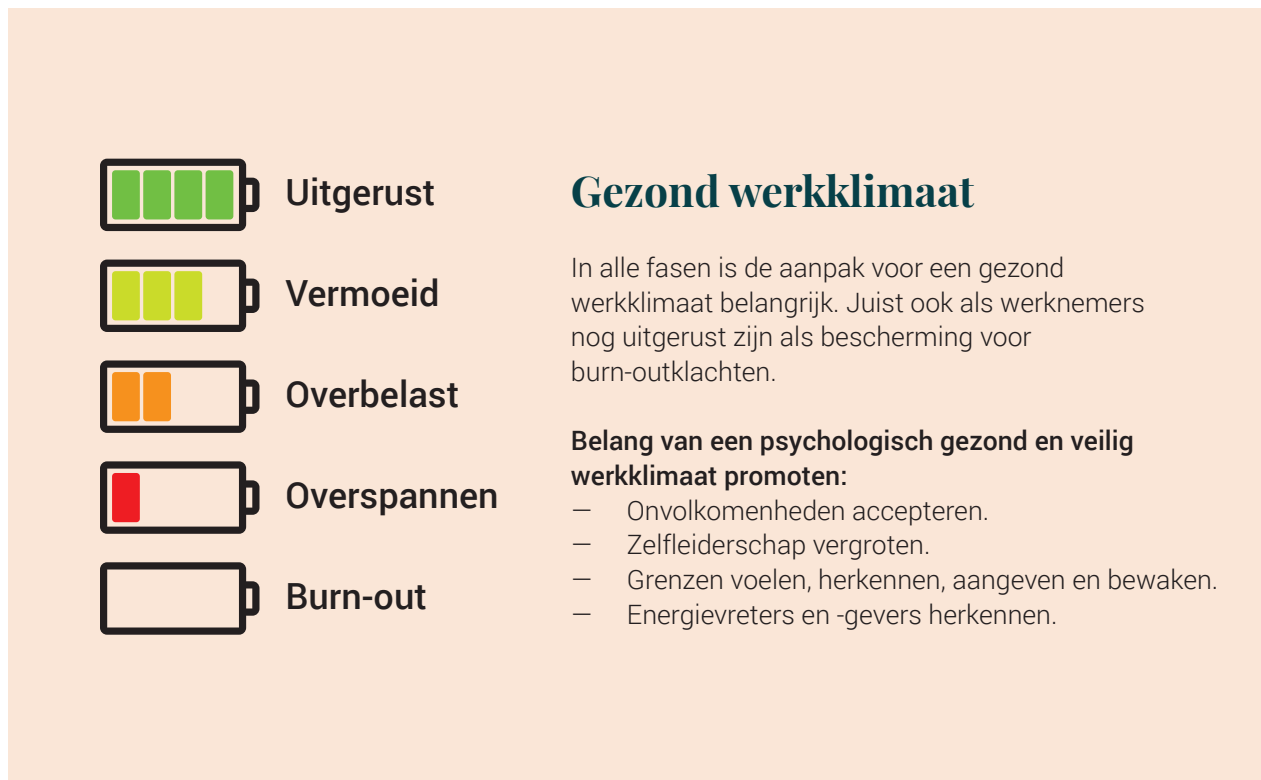 Uitgerust
Vermoeid
Overbelast
Overspannen
Burn-out
Gezond werkklimaat
In alle fasen is de aanpak voor een gezond
werkklimaat belangrijk. Juist ook als werknemers
nog uitgerust zijn als bescherming voor
burn-outklachten.
Belang van een psychologisch gezond en veilig
werkklimaat promoten:
— Onvolkomenheden accepteren.
— Zelfleiderschap vergroten.
— Grenzen voelen, herkennen, aangeven en bewaken.
— Energievreters en -gevers herkennen.